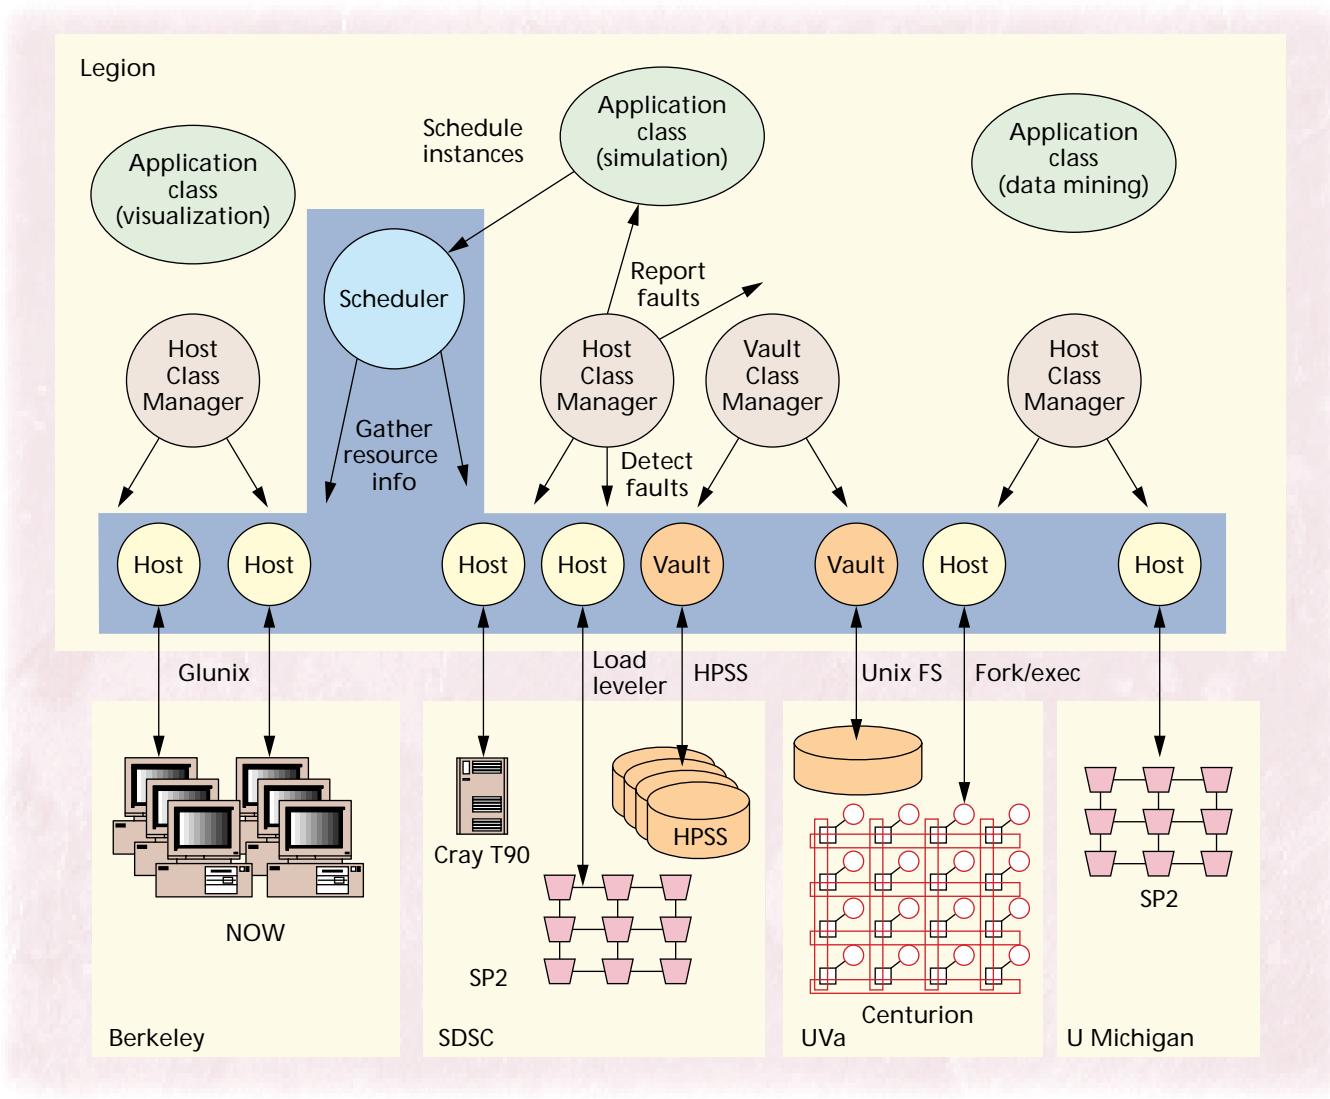 Legion
Application
class
(visualization)
Schedule
instances
Application
class
(simulation)
Application
class
(data mining)
Scheduler
Report
faults
Host
Class
Manager
Host
Class
Manager
Vault
Class
Manager
Host
Class
Manager
Gather
resource
info
Detect
faults
Host
Host
Host
Host
Vault
Vault
Host
Host
Glunix
Load
leveler
HPSS
Unix FS
Fork/exec
NOW
Berkeley
Cray T90
HPSS
SP2
SDSC
Centurion
UVa
SP2
U Michigan